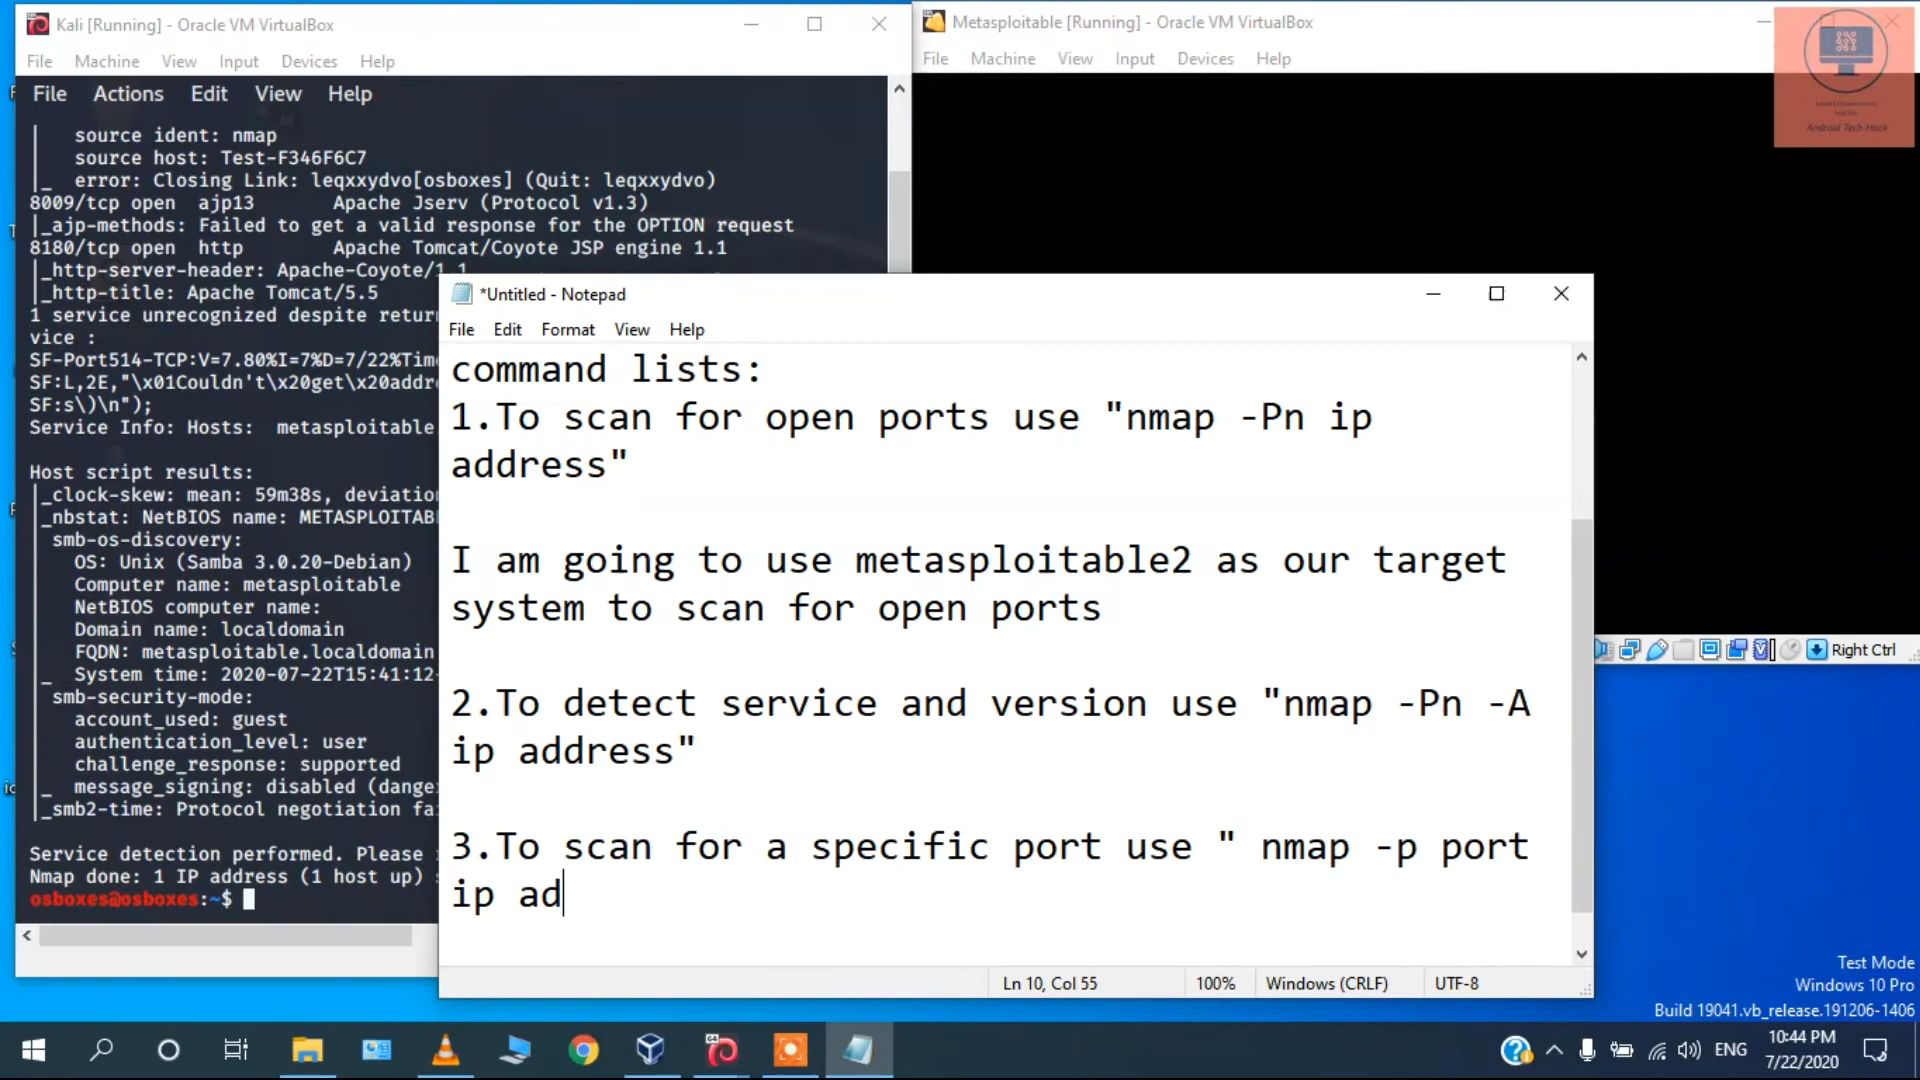 Kali [Running] - Oracle VM VirtualBox
File Machine View Input Devices Help
File Actions Edit View Help
| source ident: nmap
| source host: Test-F346F6C7
|_ error: Closing Link: leqxxydvo[osboxes] (Quit: leqxxydvo)
8009/tcp open ajp13 Apache Jserv (Protocol v1.3)
|_ajp-methods: Failed to get a valid response for the OPTION request
8180/tcp open http Apache Tomcat/Coyote JSP engine 1.1
|_http-server-header: Apache-Coyote/1.1
|_http-title: Apache Tomcat/5.5
1 service unrecognized despite return
vice :
SF-Port514-TCP:V=7.80%I=7%D=7/22%Tim
SF:L,2E,"\x01Couldn't\x20get\x20addr
SF:s\)\n");
Service Info: Hosts: metasploitable
Host script results:
|_clock-skew: mean: 59m38s, deviation
|_nbstat: NetBIOS name: METASPLOITAB
| smb-os-discovery:
| OS: Unix (Samba 3.0.20-Debian)
| Computer name: metasploitable
| NetBIOS computer name:
| Domain name: localdomain
| FQDN: metasploitable.localdomain
|_ System time: 2020-07-22T15:41:12-
| smb-security-mode:
| account_used: guest
| authentication_level: user
| challenge_response: supported
|_ message_signing: disabled (dange
|_smb2-time: Protocol negotiation fa
Service detection performed. Please
Nmap done: 1 IP address (1 host up)
osboxes@osboxes:~$
Metasploitable [Running] - Oracle VM VirtualBox
File Machine View Input Devices Help
Android Tech Hack
Right Ctrl
*Untitled - Notepad
File Edit Format View Help
command lists:
1.To scan for open ports use "nmap -Pn ip
address"
I am going to use metasploitable2 as our target
system to scan for open ports
2.To detect service and version use "nmap -Pn -A
ip address"
3.To scan for a specific port use " nmap -p port
ip ad
Ln 10, Col 55 100% Windows (CRLF) UTF-8
Test Mode
Windows 10 Pro
Build 19041.vb_release.191206-1406
ENG
10:44 PM
7/22/2020